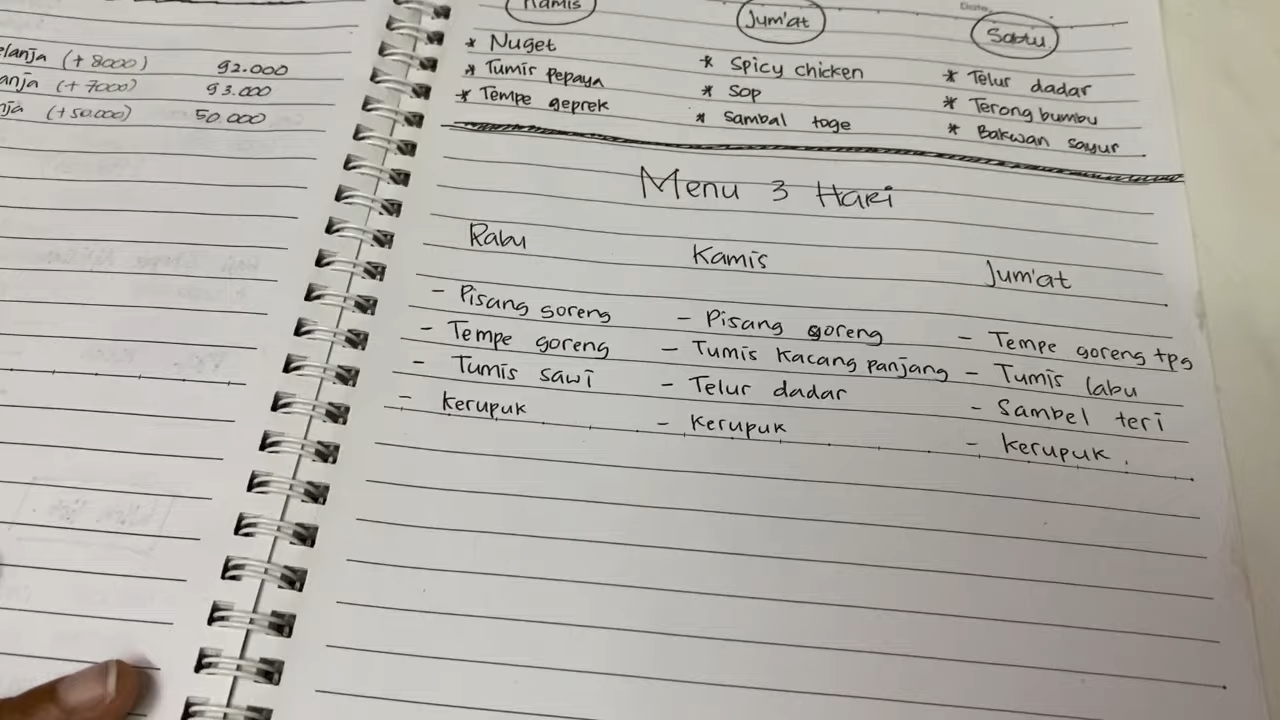 elanja (+ 8000) 92.000
anja (+ 7000) 93.000
nja (+50.000) 50.000
Kamis
* Nuget
* Tumis pepaya
* Tempe geprek
Jum'at
* Spicy chicken
* Sop
* Sambal toge
Date
Sabtu
* Telur dadar
* Terong bumbu
* Bakwan sayur
Menu 3 Hari
Rabu
- Pisang goreng
- Tempe goreng
- Tumis sawi
- Kerupuk
Kamis
- Pisang goreng
- Tumis Kacang panjang
- Telur dadar
- Kerupuk
Jum'at
- Tempe goreng tpg
- Tumis labu
- Sambel teri
- Kerupuk.